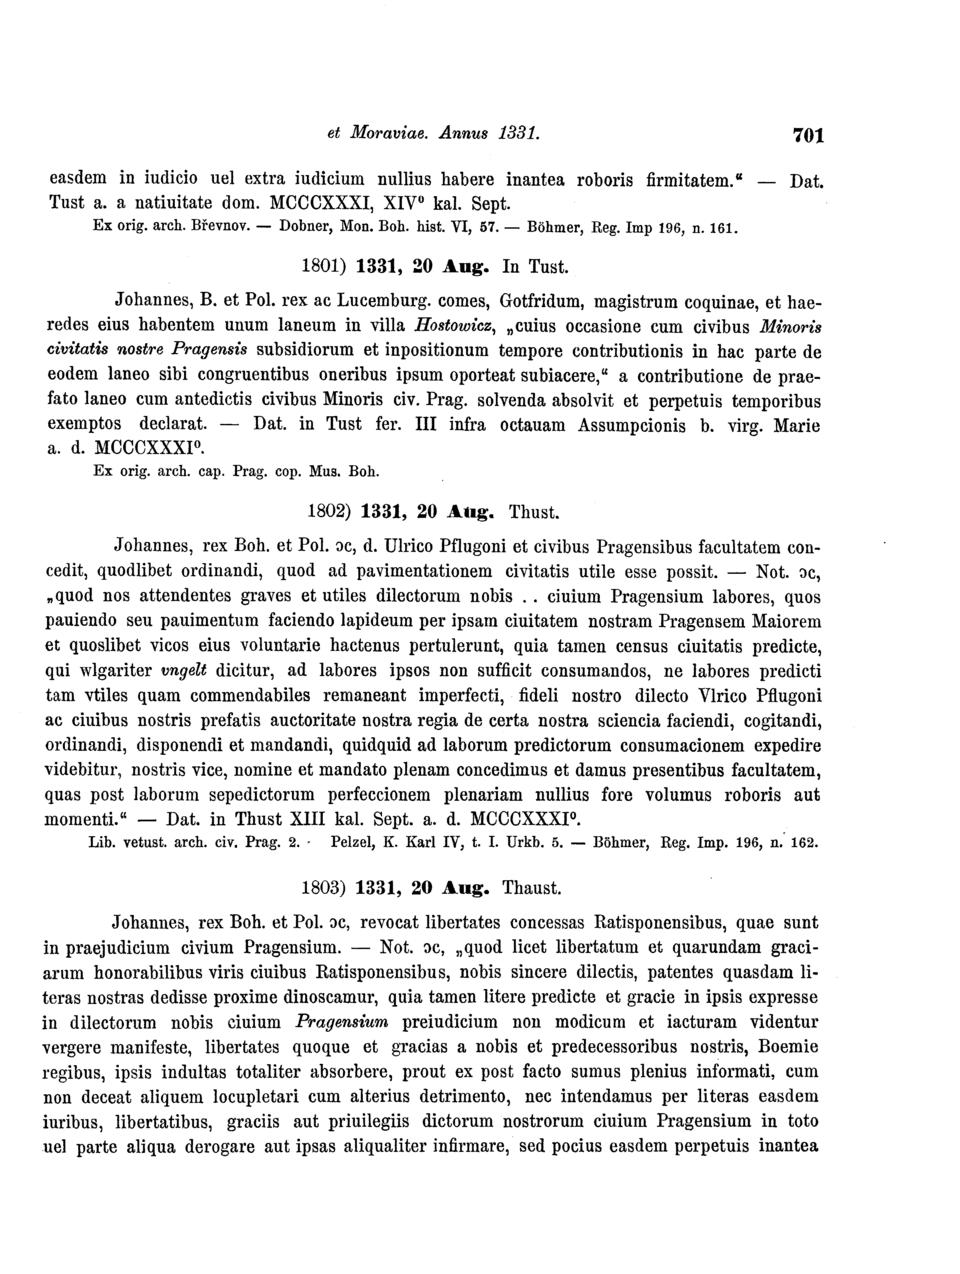 et Moraviae. Annus 1331. 701
easdem in iudicio uel extra iudicium nullius habere inantea roboris firmitatem.“ — Dat.
Tust a. a natiuitate dom. MCCCXXXI, XIV⁰ kal. Sept.
Ex orig. arch. Břevnov. — Dobner, Mon. Boh. hist. VI, 57. — Böhmer, Reg. Imp 196, n. 161.
1801) 1331, 20 Aug. In Tust.
Johannes, B. et Pol. rex ac Lucemburg. comes, Gotfridum, magistrum coquinae, et hae-
redes eius habentem unum laneum in villa Hostowicz, „cuius occasione cum civibus Minoris
civitatis nostre Pragensis subsidiorum et inpositionum tempore contributionis in hac parte de
eodem laneo sibi congruentibus oneribus ipsum oporteat subiacere,“ a contributione de prae-
fato laneo cum antedictis civibus Minoris civ. Prag. solvenda absolvit et perpetuis temporibus
exemptos declarat. — Dat. in Tust fer. III infra octauam Assumpcionis b. virg. Marie
a. d. MCCCXXXI⁰.
Ex orig. arch. cap. Prag. cop. Mus. Boh.
1802) 1331, 20 Aug. Thust.
Johannes, rex Boh. et Pol. ɔc, d. Ulrico Pflugoni et civibus Pragensibus facultatem con-
cedit, quodlibet ordinandi, quod ad pavimentationem civitatis utile esse possit. — Not. ɔc,
„quod nos attendentes graves et utiles dilectorum nobis . . ciuium Pragensium labores, quos
pauiendo seu pauimentum faciendo lapideum per ipsam ciuitatem nostram Pragensem Maiorem
et quoslibet vicos eius voluntarie hactenus pertulerunt, quia tamen census ciuitatis predicte,
qui wlgariter vngelt dicitur, ad labores ipsos non sufficit consumandos, ne labores predicti
tam vtiles quam commendabiles remaneant imperfecti, fideli nostro dilecto Vlrico Pflugoni
ac ciuibus nostris prefatis auctoritate nostra regia de certa nostra sciencia faciendi, cogitandi,
ordinandi, disponendi et mandandi, quidquid ad laborum predictorum consumacionem expedire
videbitur, nostris vice, nomine et mandato plenam concedimus et damus presentibus facultatem,
quas post laborum sepedictorum perfeccionem plenariam nullius fore volumus roboris aut
momenti.“ — Dat. in Thust XIII kal. Sept. a. d. MCCCXXXI⁰.
Lib. vetust. arch. civ. Prag. 2. · Pelzel, K. Karl IV, t. I. Urkb. 5. — Böhmer, Reg. Imp. 196, n. 162.
1803) 1331, 20 Aug. Thaust.
Johannes, rex Boh. et Pol. ɔc, revocat libertates concessas Ratisponensibus, quae sunt
in praejudicium civium Pragensium. — Not. ɔc, „quod licet libertatum et quarundam graci-
arum honorabilibus viris ciuibus Ratisponensibus, nobis sincere dilectis, patentes quasdam li-
teras nostras dedisse proxime dinoscamur, quia tamen litere predicte et gracie in ipsis expresse
in dilectorum nobis ciuium Pragensium preiudicium non modicum et iacturam videntur
vergere manifeste, libertates quoque et gracias a nobis et predecessoribus nostris, Boemie
regibus, ipsis indultas totaliter absorbere, prout ex post facto sumus plenius informati, cum
non deceat aliquem locupletari cum alterius detrimento, nec intendamus per literas easdem
iuribus, libertatibus, graciis aut priuilegiis dictorum nostrorum ciuium Pragensium in toto
uel parte aliqua derogare aut ipsas aliqualiter infirmare, sed pocius easdem perpetuis inantea